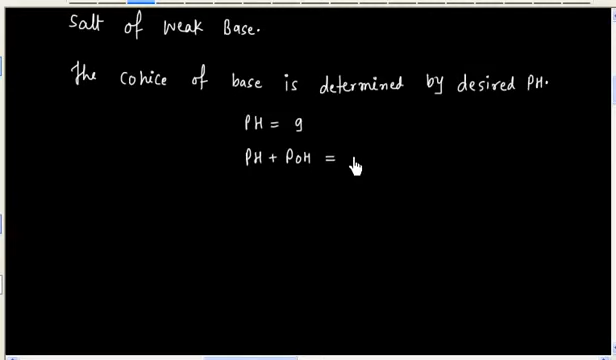 Salt of weak Base.
The cohice of base is determined by desired PH.
PH = 9
PH + POH =